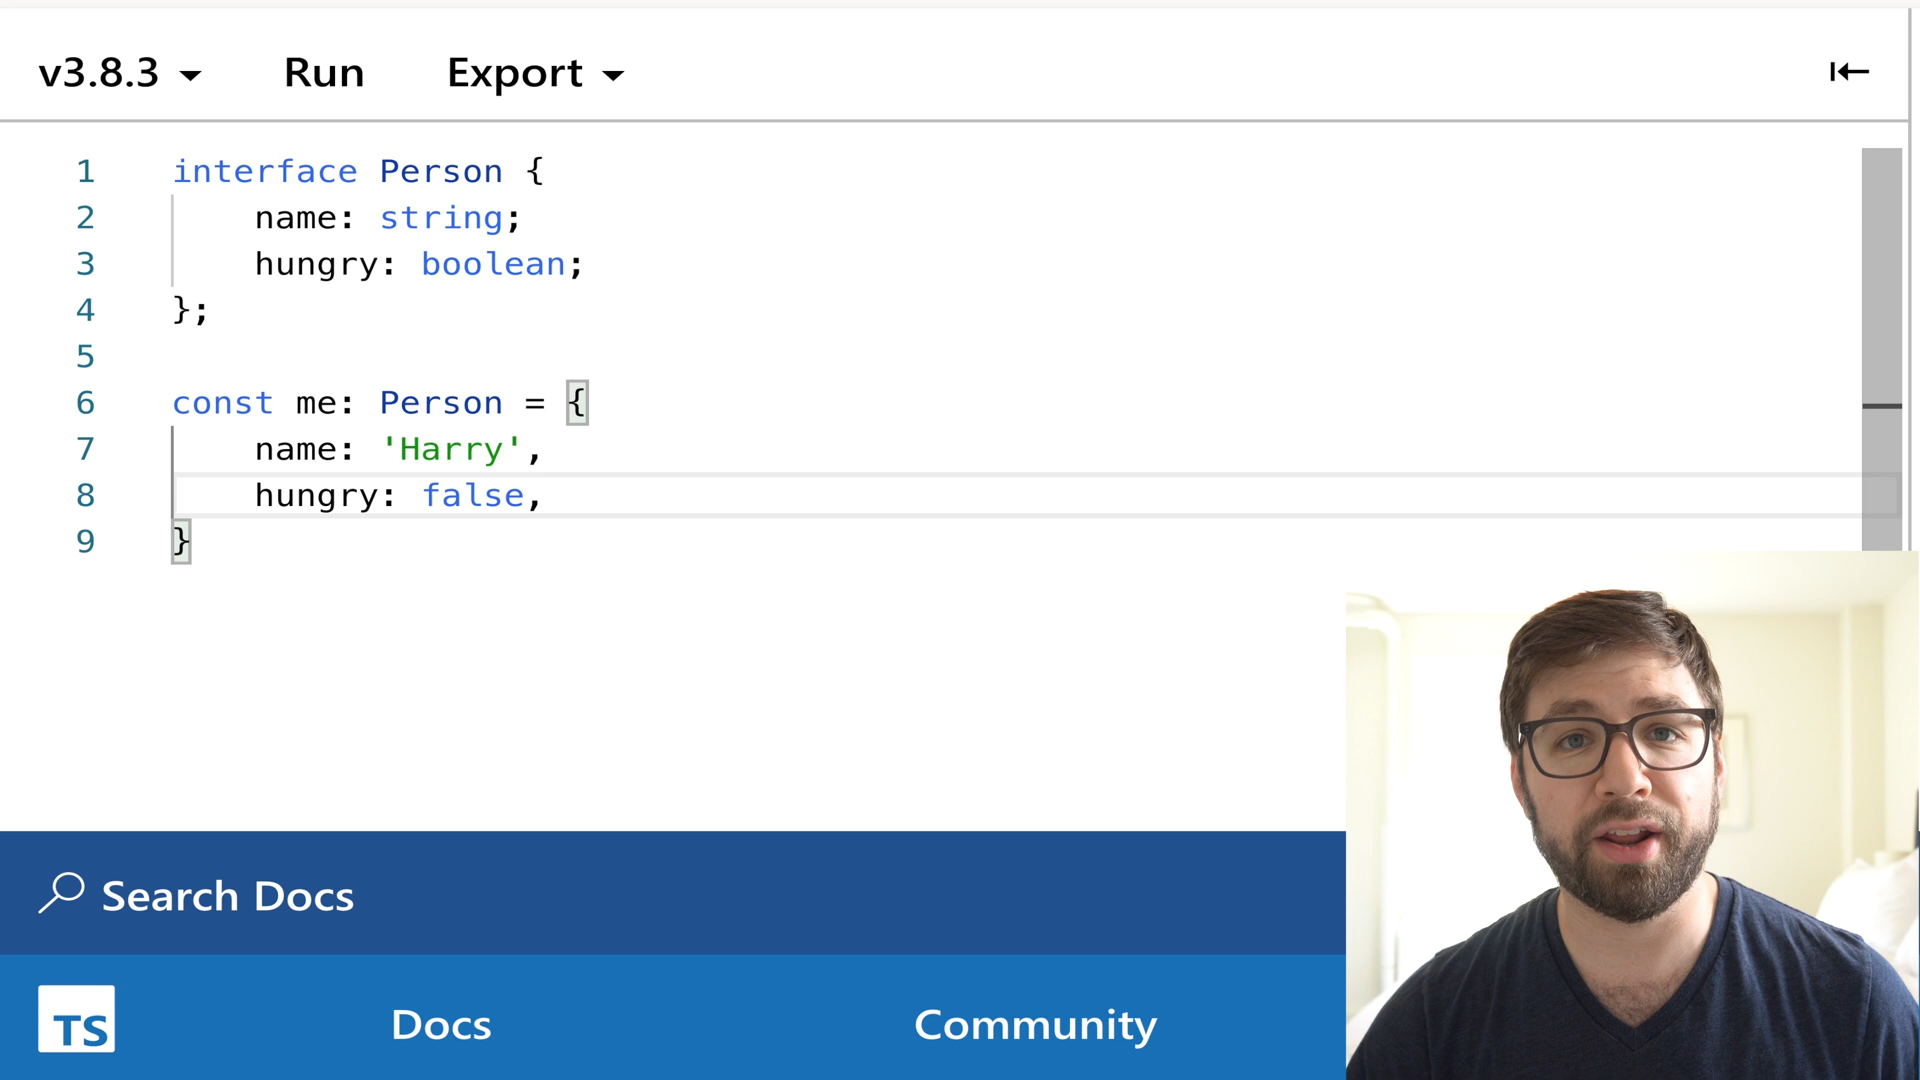 v3.8.3 Run Export
1 interface Person {
2 name: string;
3 hungry: boolean;
4 };
5
6 const me: Person = {
7 name: 'Harry',
8 hungry: false,
9 }
Search Docs
TS Docs Community